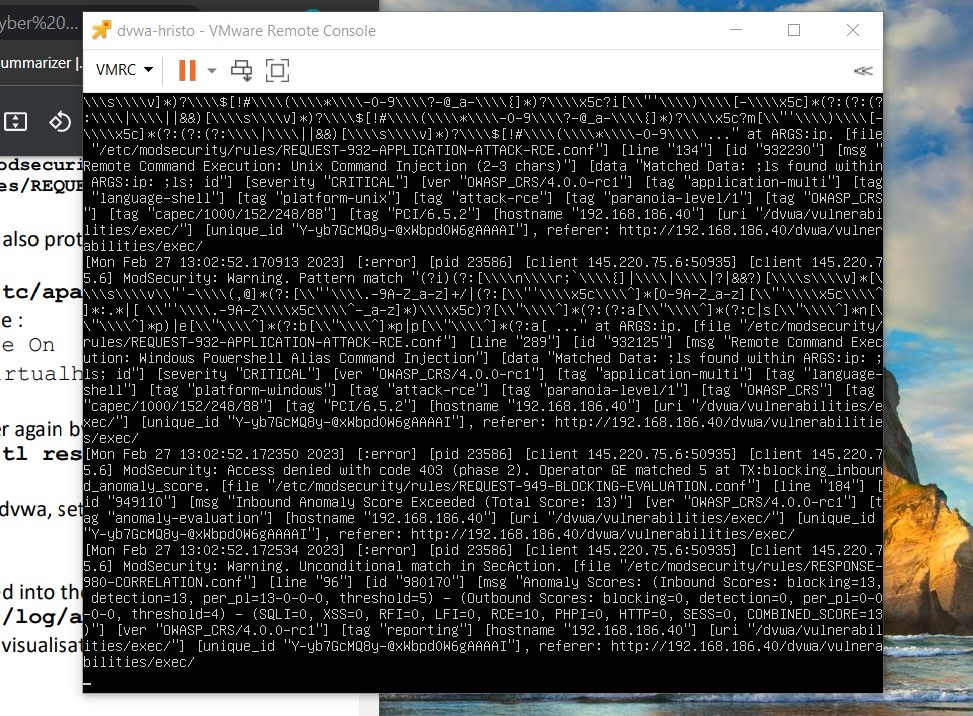 yber%20...
dvwa-hristo - VMware Remote Console
ummarizer |.
VMRC
\\\s\\\\v]*)?\\\\$[!#\\\\(\\\\*\\\\-0-9\\\\?-@_a-\\\\{]*)?\\\\x5c?i[\\"'\\\\)\\\\[-\\\\x5c]*(?:(?:(?
:\\\\|\\\\||&&)[\\\\s\\\\v]*)?\\\\$[!#\\\\(\\\\*\\\\-0-9\\\\?-@_a-\\\\{]*)?\\\\x5c?m[\\"'\\\\)\\\\[-
\\\\x5c]*(?:(?:(?:\\\\|\\\\||&&)[\\\\s\\\\v]*)?\\\\$[!#\\\\(\\\\*\\\\-0-9\\\\ ..." at ARGS:ip. [file
"/etc/modsecurity/rules/REQUEST-932-APPLICATION-ATTACK-RCE.conf"] [line "134"] [id "932230"] [msg "
Remote Command Execution: Unix Command Injection (2-3 chars)"] [data "Matched Data: ;ls found within
ARGS:ip: ;ls; id"] [severity "CRITICAL"] [ver "OWASP_CRS/4.0.0-rc1"] [tag "application-multi"] [tag
"language-shell"] [tag "platform-unix"] [tag "attack-rce"] [tag "paranoia-level/1"] [tag "OWASP_CRS
"] [tag "capec/1000/152/248/88"] [tag "PCI/6.5.2"] [hostname "192.168.186.40"] [uri "/dvwa/vulnerabi
lities/exec/"] [unique_id "Y-yb7GcMQ8y-@xWbpdOW6gAAAAI"], referer: http://192.168.186.40/dvwa/vulner
abilities/exec/
[Mon Feb 27 13:02:52.170913 2023] [:error] [pid 23586] [client 145.220.75.6:50935] [client 145.220.7
5.6] ModSecurity: Warning. Pattern match "(?i)(?:[\\\\n\\\\r;`\\\\{]|\\\\|\\\\|?|&&?)[\\\\s\\\\v]*[\
\\\\s\\\\v\\"'-\\\\(,@]*(?:[\\"'\\\\.-9A-Z_a-z]+/|(?:[\\"'\\\\x5c\\\\^]*[0-9A-Z_a-z][\\"'\\\\x5c\\\\^
]*:.*|[ \\"'\\\\.-9A-Z\\\\x5c\\\\^-_a-z]*\\\\x5c)?[\\"\\\\^]*(?:(?:a[\\"\\\\^]*(?:c|s[\\"\\\\^]*n[\
\"\\\\^]*p)|e[\\"\\\\^]*(?:b[\\"\\\\^]*p|p[\\"\\\\^]*(?:a[ ..." at ARGS:ip. [file "/etc/modsecurity/
rules/REQUEST-932-APPLICATION-ATTACK-RCE.conf"] [line "289"] [id "932125"] [msg "Remote Command Exec
ution: Windows Powershell Alias Command Injection"] [data "Matched Data: ;ls found within ARGS:ip: ;
ls; id"] [severity "CRITICAL"] [ver "OWASP_CRS/4.0.0-rc1"] [tag "application-multi"] [tag "language-
shell"] [tag "platform-windows"] [tag "attack-rce"] [tag "paranoia-level/1"] [tag "OWASP_CRS"] [tag
"capec/1000/152/248/88"] [tag "PCI/6.5.2"] [hostname "192.168.186.40"] [uri "/dvwa/vulnerabilities/e
xec/"] [unique_id "Y-yb7GcMQ8y-@xWbpdOW6gAAAAI"], referer: http://192.168.186.40/dvwa/vulnerabilitie
s/exec/
[Mon Feb 27 13:02:52.172350 2023] [:error] [pid 23586] [client 145.220.75.6:50935] [client 145.220.7
5.6] ModSecurity: Access denied with code 403 (phase 2). Operator GE matched 5 at TX:blocking_inboun
d_anomaly_score. [file "/etc/modsecurity/rules/REQUEST-949-BLOCKING-EVALUATION.conf"] [line "184"] [
id "949110"] [msg "Inbound Anomaly Score Exceeded (Total Score: 13)"] [ver "OWASP_CRS/4.0.0-rc1"] [t
ag "anomaly-evaluation"] [hostname "192.168.186.40"] [uri "/dvwa/vulnerabilities/exec/"] [unique_id
"Y-yb7GcMQ8y-@xWbpdOW6gAAAAI"], referer: http://192.168.186.40/dvwa/vulnerabilities/exec/
[Mon Feb 27 13:02:52.172534 2023] [:error] [pid 23586] [client 145.220.75.6:50935] [client 145.220.7
5.6] ModSecurity: Warning. Unconditional match in SecAction. [file "/etc/modsecurity/rules/RESPONSE-
980-CORRELATION.conf"] [line "96"] [id "980170"] [msg "Anomaly Scores: (Inbound Scores: blocking=13,
detection=13, per_pl=13-0-0-0, threshold=5) - (Outbound Scores: blocking=0, detection=0, per_pl=0-0
-0-0, threshold=4) - (SQLI=0, XSS=0, RFI=0, LFI=0, RCE=10, PHPI=0, HTTP=0, SESS=0, COMBINED_SCORE=13
)"] [ver "OWASP_CRS/4.0.0-rc1"] [tag "reporting"] [hostname "192.168.186.40"] [uri "/dvwa/vulnerabil
ities/exec/"] [unique_id "Y-yb7GcMQ8y-@xWbpdOW6gAAAAI"], referer: http://192.168.186.40/dvwa/vulnera
bilities/exec/
odsecuri
es/REQUE
also prot
tc/apa
e :
e On
irtualh
er again b
tl res
dvwa, set
ed into the
/log/a
visualisat